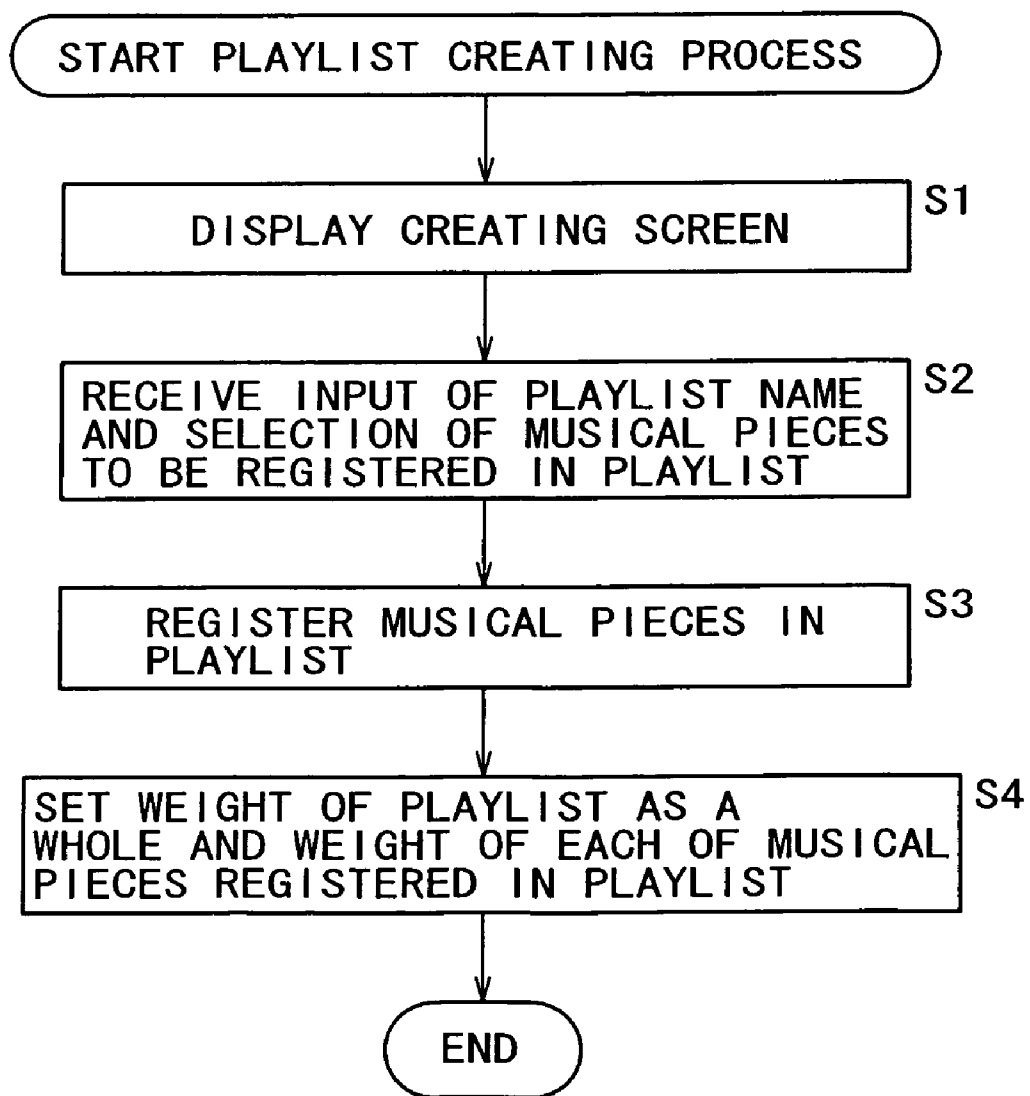 START PLAYLIST CREATING PROCESS
S1
DISPLAY CREATING SCREEN
S2
RECEIVE INPUT OF PLAYLIST NAME
AND SELECTION OF MUSICAL PIECES
TO BE REGISTERED IN PLAYLIST
S3
REGISTER MUSICAL PIECES IN
PLAYLIST
S4
SET WEIGHT OF PLAYLIST AS A
WHOLE AND WEIGHT OF EACH OF MUSICAL
PIECES REGISTERED IN PLAYLIST
END